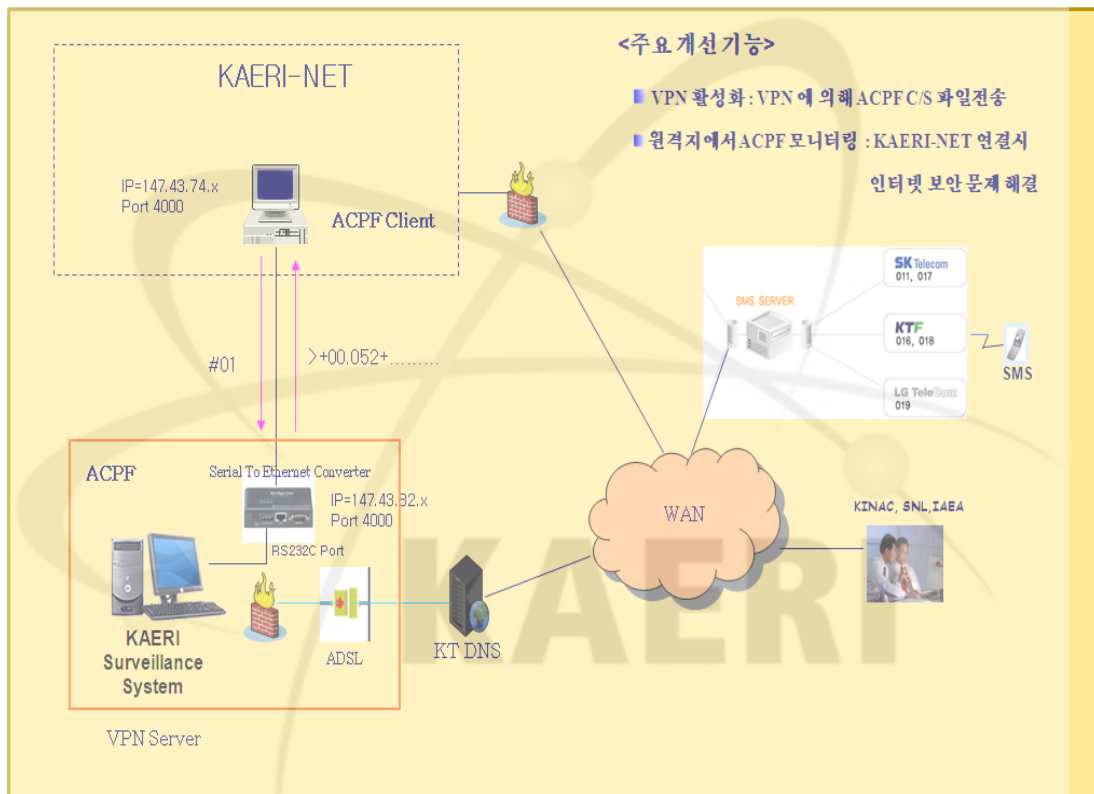 <주요개선기능>
KAERI-NET
VPN 활성화 : VPN 에 의해 ACPF C/S 파일전송
원격지에서 ACPF 모니터링 : KAERI-NET 연결시
인터넷 보안 문제 해결
IP=147.43.74.x
Port 4000
ACPF Client
SK Telecom
011, 017
SMS SERVER
KTF
016, 018
SMS
LG TeleCom
019
#01
>+00.052+.........
ACPF
Serial To Ethernet Converter
IP=147.43.82.x
Port 4000
RS232C Port
WAN
KINAC, SNL,IAEA
KAERI
Surveillance
System
ADSL
KT DNS
VPN Server
KAERI